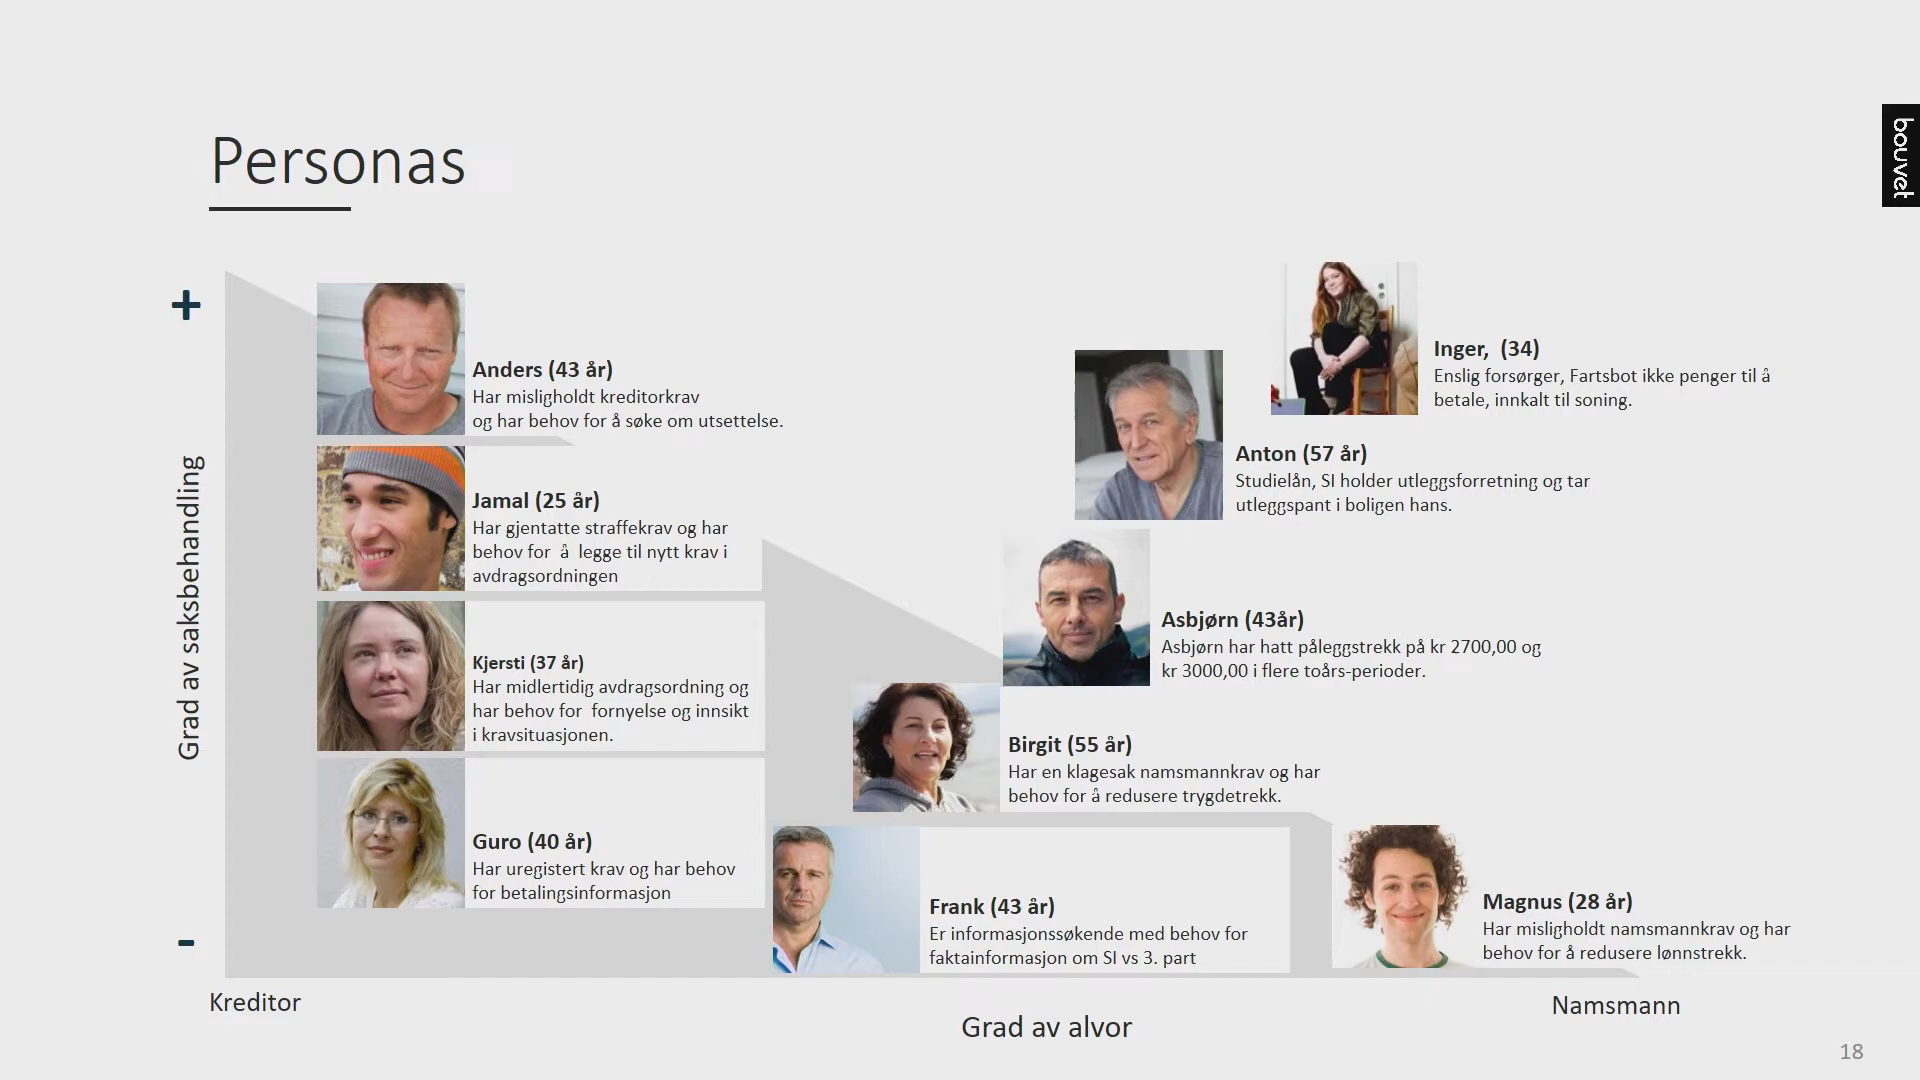 Personas
bouvet
+
Grad av saksbehandling
-
Anders (43 år)
Har misligholdt kreditorkrav
og har behov for å søke om utsettelse.
Jamal (25 år)
Har gjentatte straffekrav og har
behov for  å  legge til nytt krav i
avdragsordningen
Kjersti (37 år)
Har midlertidig avdragsordning og
har behov for  fornyelse og innsikt
i kravsituasjonen.
Guro (40 år)
Har uregistert krav og har behov
for betalingsinformasjon
Inger,  (34)
Enslig forsørger, Fartsbot ikke penger til å
betale, innkalt til soning.
Anton (57 år)
Studielån, SI holder utleggsforretning og tar
utleggspant i boligen hans.
Asbjørn (43år)
Asbjørn har hatt påleggstrekk på kr 2700,00 og
kr 3000,00 i flere toårs-perioder.
Birgit (55 år)
Har en klagesak namsmannkrav og har
behov for å redusere trygdetrekk.
Frank (43 år)
Er informasjonssøkende med behov for
faktainformasjon om SI vs 3. part
Magnus (28 år)
Har misligholdt namsmannkrav og har
behov for å redusere lønnstrekk.
Kreditor
Namsmann
Grad av alvor
18